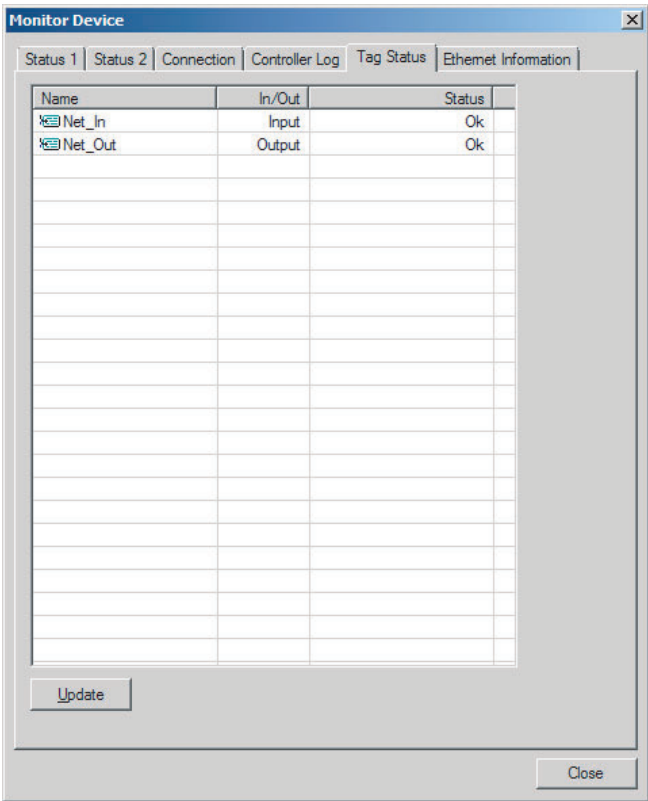 Monitor Device
Status 1 Status 2 Connection Controller Log Tag Status Ethernet Information
Name In/Out Status
Net_In Input Ok
Net_Out Output Ok
Update
Close